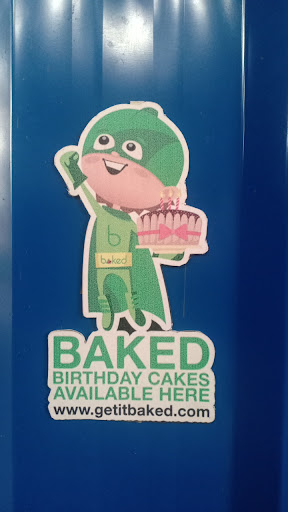 b
baked
BAKED
BIRTHDAY CAKES
AVAILABLE HERE
www.getitbaked.com